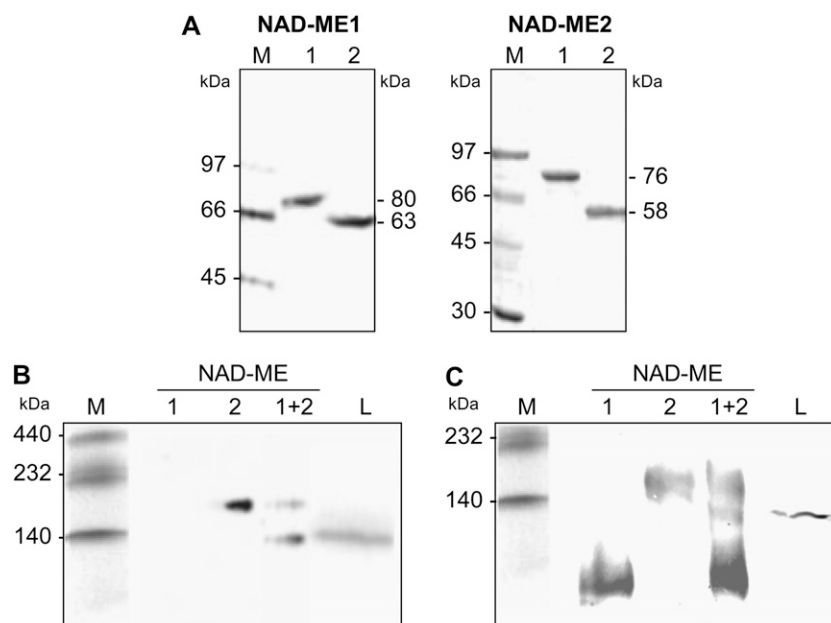 A NAD-ME1 NAD-ME2
M 1 2 M 1 2
kDa kDa kDa kDa
97 66 45 - 80 - 63
97 66 45 30 - 76 - 58
B NAD-ME
kDa M 1 2 1+2 L
440
232
140
C NAD-ME
kDa M 1 2 1+2 L
232
140